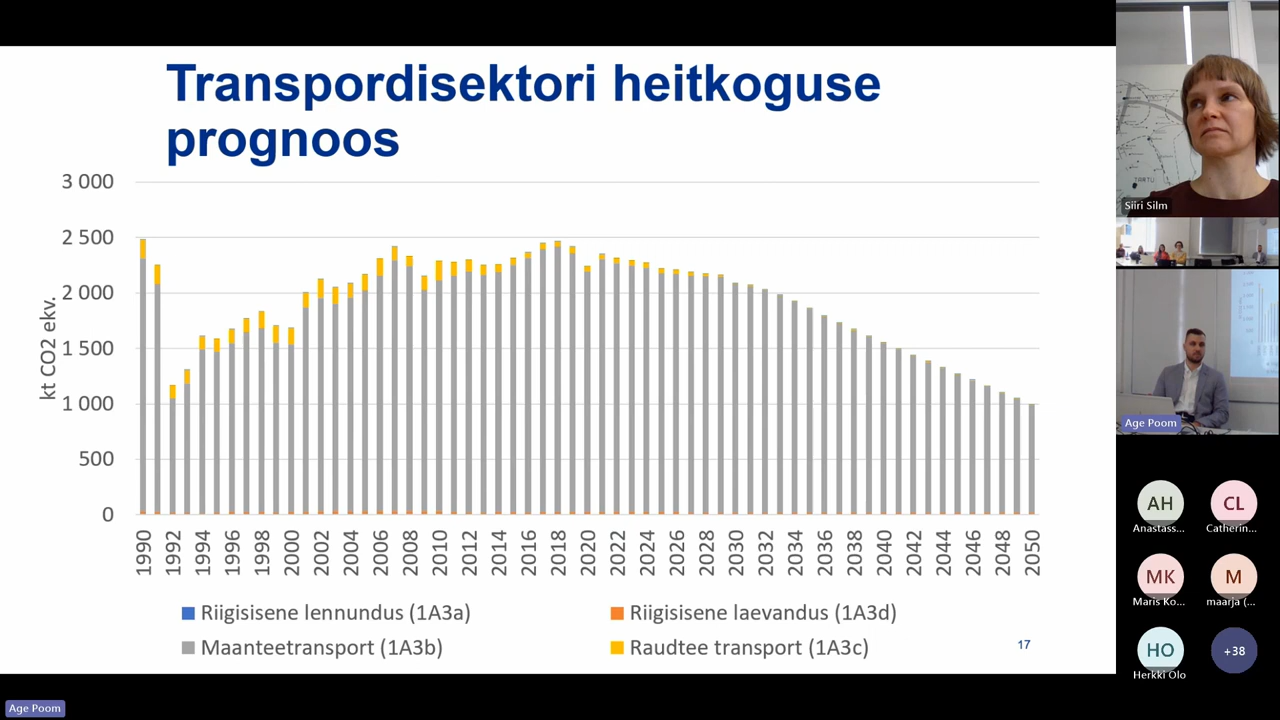 Transpordisektori heitkoguse
prognoos
kt CO2 ekv.
3 000
2 500
2 000
1 500
1 000
500
0
1990
1992
1994
1996
1998
2000
2002
2004
2006
2008
2010
2012
2014
2016
2018
2020
2022
2024
2026
2028
2030
2032
2034
2036
2038
2040
2042
2044
2046
2048
2050
Riigisisene lennundus (1A3a)
Riigisisene laevandus (1A3d)
Maanteetransport (1A3b)
Raudtee transport (1A3c)
17
TARTU
Siiri Silm
Age Poom
AH
Anastass...
CL
Catherin...
MK
Maris Ko...
M
maarja (...
HO
Herkki Olo
+38
Age Poom